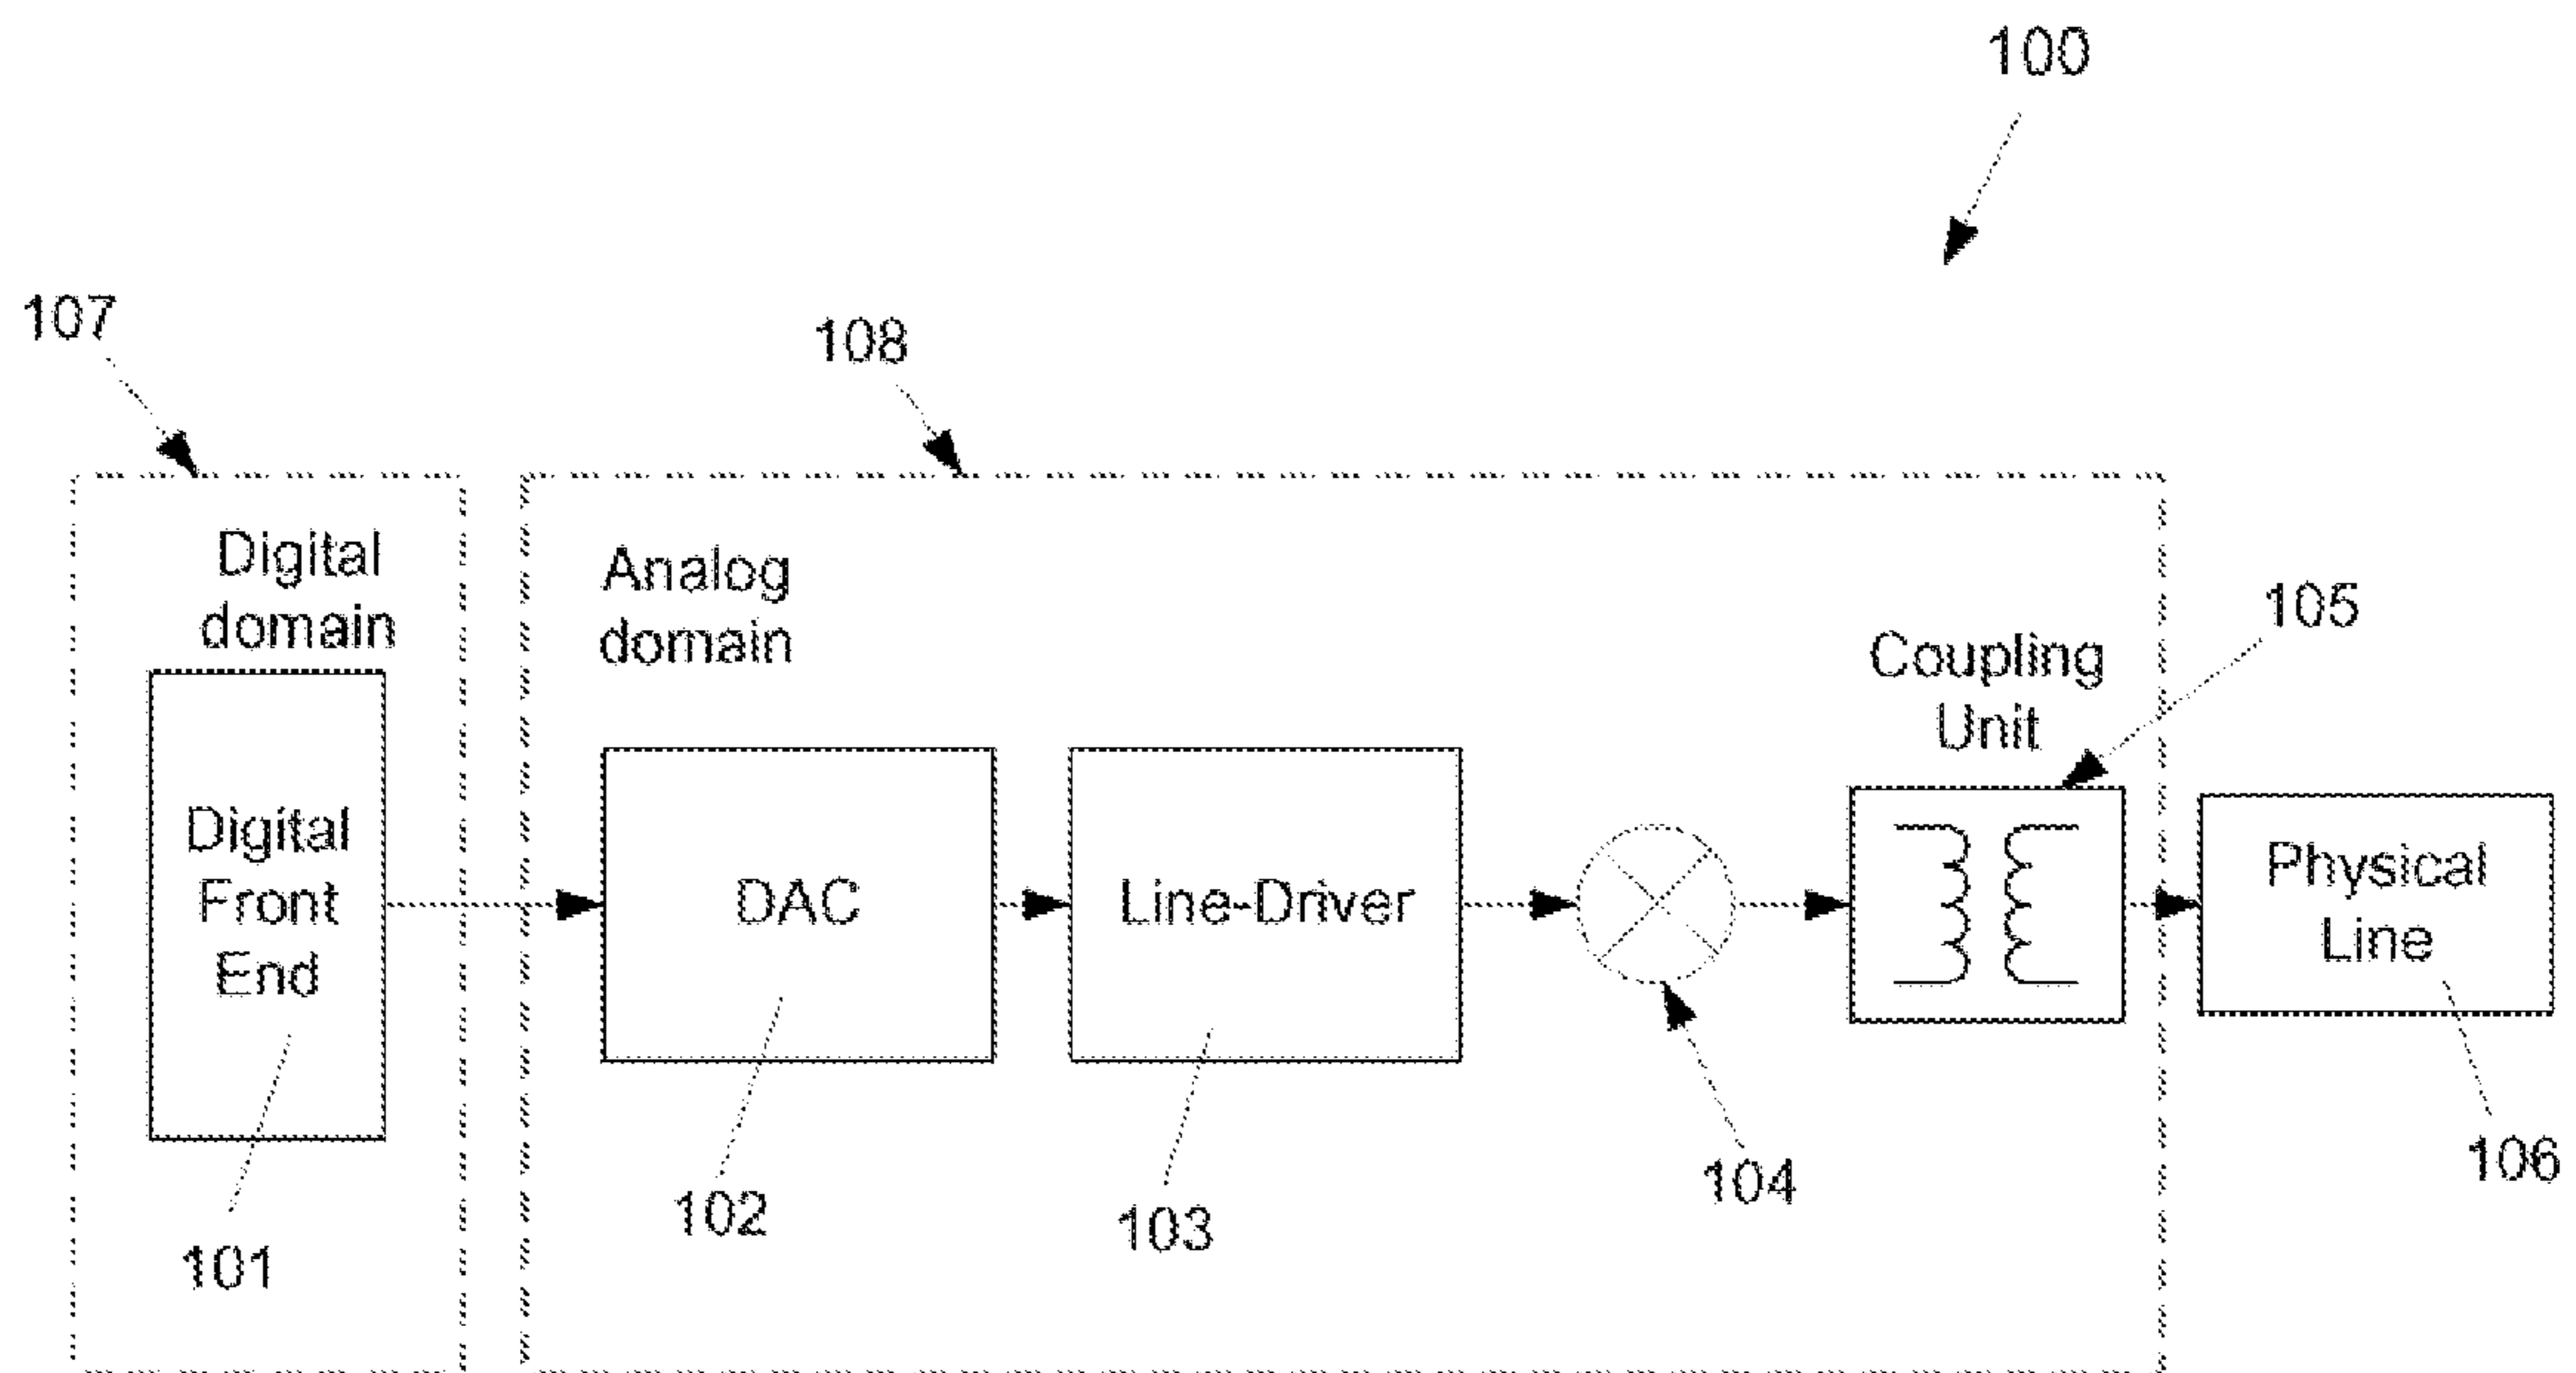 100
107
108
Digital
domain
Analog
domain
105
Coupling
Unit
Digital
Front
End
DAC
Line-Driver
Physical
Line
101
102
103
104
106